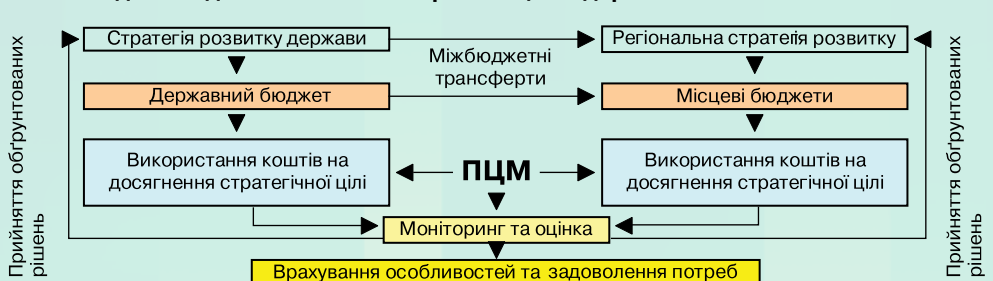 Стратегія розвитку держави
Регіональна стратегія розвитку
Міжбюджетні
трансферти
Державний бюджет
Місцеві бюджети
Використання коштів на
досягнення стратегічної цілі
ПЦМ
Використання коштів на
досягнення стратегічної цілі
Моніторинг та оцінка
Врахування особливостей та задоволення потреб
Прийняття обґрунтованих
рішень
Прийняття обґрунтованих
рішень